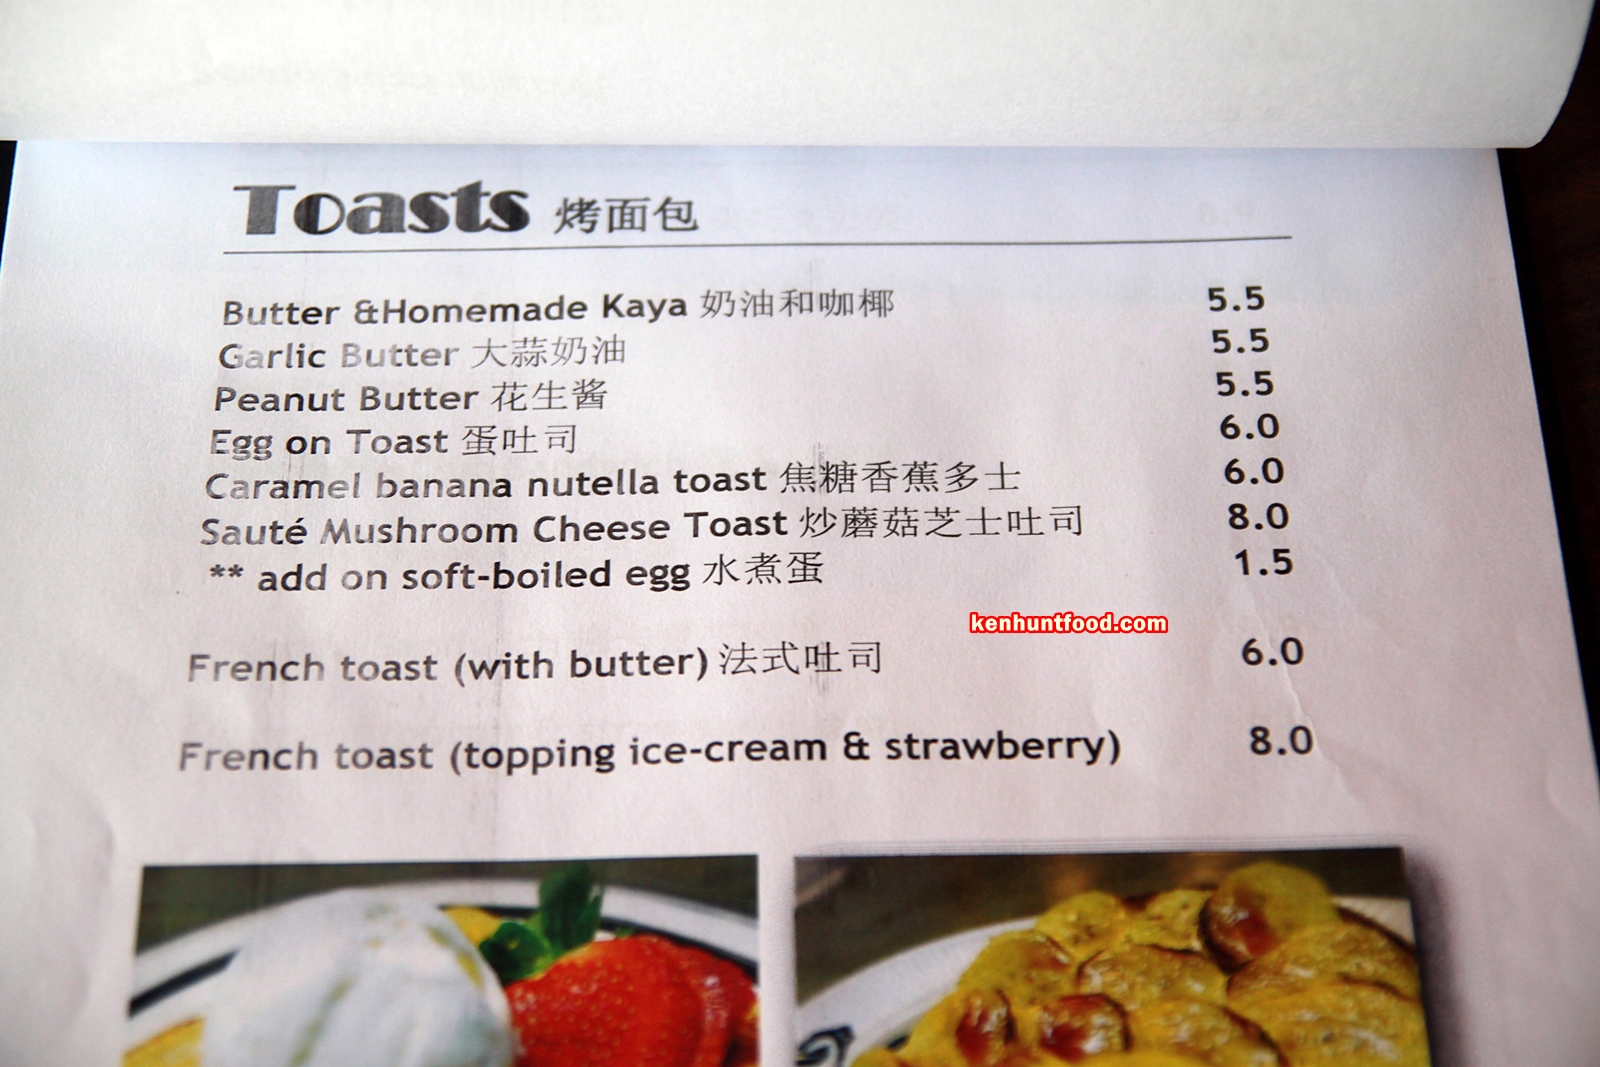 Toasts 烤面包
Butter &Homemade Kaya 奶油和咖椰 5.5
Garlic Butter 大蒜奶油 5.5
Peanut Butter 花生酱 5.5
Egg on Toast 蛋吐司 6.0
Caramel banana nutella toast 焦糖香蕉多士 6.0
Sauté Mushroom Cheese Toast 炒蘑菇芝士吐司 8.0
** add on soft-boiled egg 水煮蛋 1.5
kenhuntfood.com
French toast (with butter) 法式吐司 6.0
French toast (topping ice-cream & strawberry) 8.0